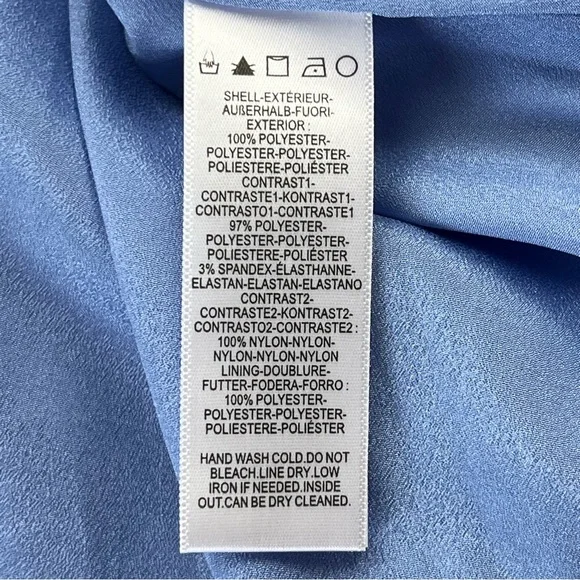 SHELL-EXTÉRIEUR-
AUßERHALB-FUORI-
EXTERIOR :
100% POLYESTER-
POLYESTER-POLYESTER-
POLIESTERE-POLIÉSTER
CONTRAST1-
CONTRASTE1-KONTRAST1-
CONTRASTO1-CONTRASTE1
97% POLYESTER-
POLYESTER-POLYESTER-
POLIESTERE-POLIÉSTER
3% SPANDEX-ÉLASTHANNE-
ELASTAN-ELASTAN-ELASTANO
CONTRAST2-
CONTRASTE2-KONTRAST2-
CONTRASTO2-CONTRASTE2 :
100% NYLON-NYLON-
NYLON-NYLON-NYLON
LINING-DOUBLURE-
FUTTER-FODERA-FORRO :
100% POLYESTER-
POLYESTER-POLYESTER-
POLIESTERE-POLIÉSTER
HAND WASH COLD.DO NOT
BLEACH.LINE DRY.LOW
IRON IF NEEDED.INSIDE
OUT.CAN BE DRY CLEANED.